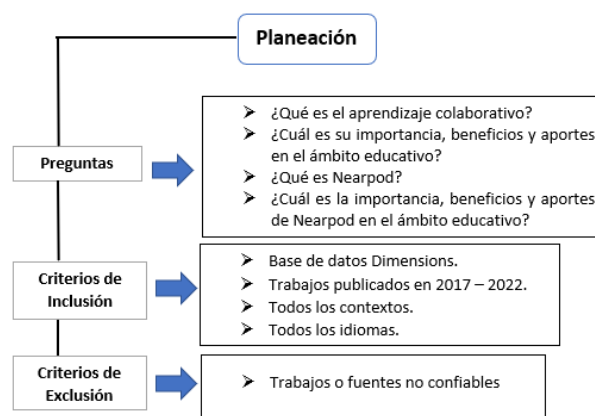 Planeación
Preguntas
➤ ¿Qué es el aprendizaje colaborativo?
➤ ¿Cuál es su importancia, beneficios y aportes
en el ámbito educativo?
➤ ¿Qué es Nearpod?
➤ ¿Cuál es la importancia, beneficios y aportes
de Nearpod en el ámbito educativo?
Criterios de
Inclusión
➤ Base de datos Dimensions.
➤ Trabajos publicados en 2017 – 2022.
➤ Todos los contextos.
➤ Todos los idiomas.
Criterios de
Exclusión
➤ Trabajos o fuentes no confiables